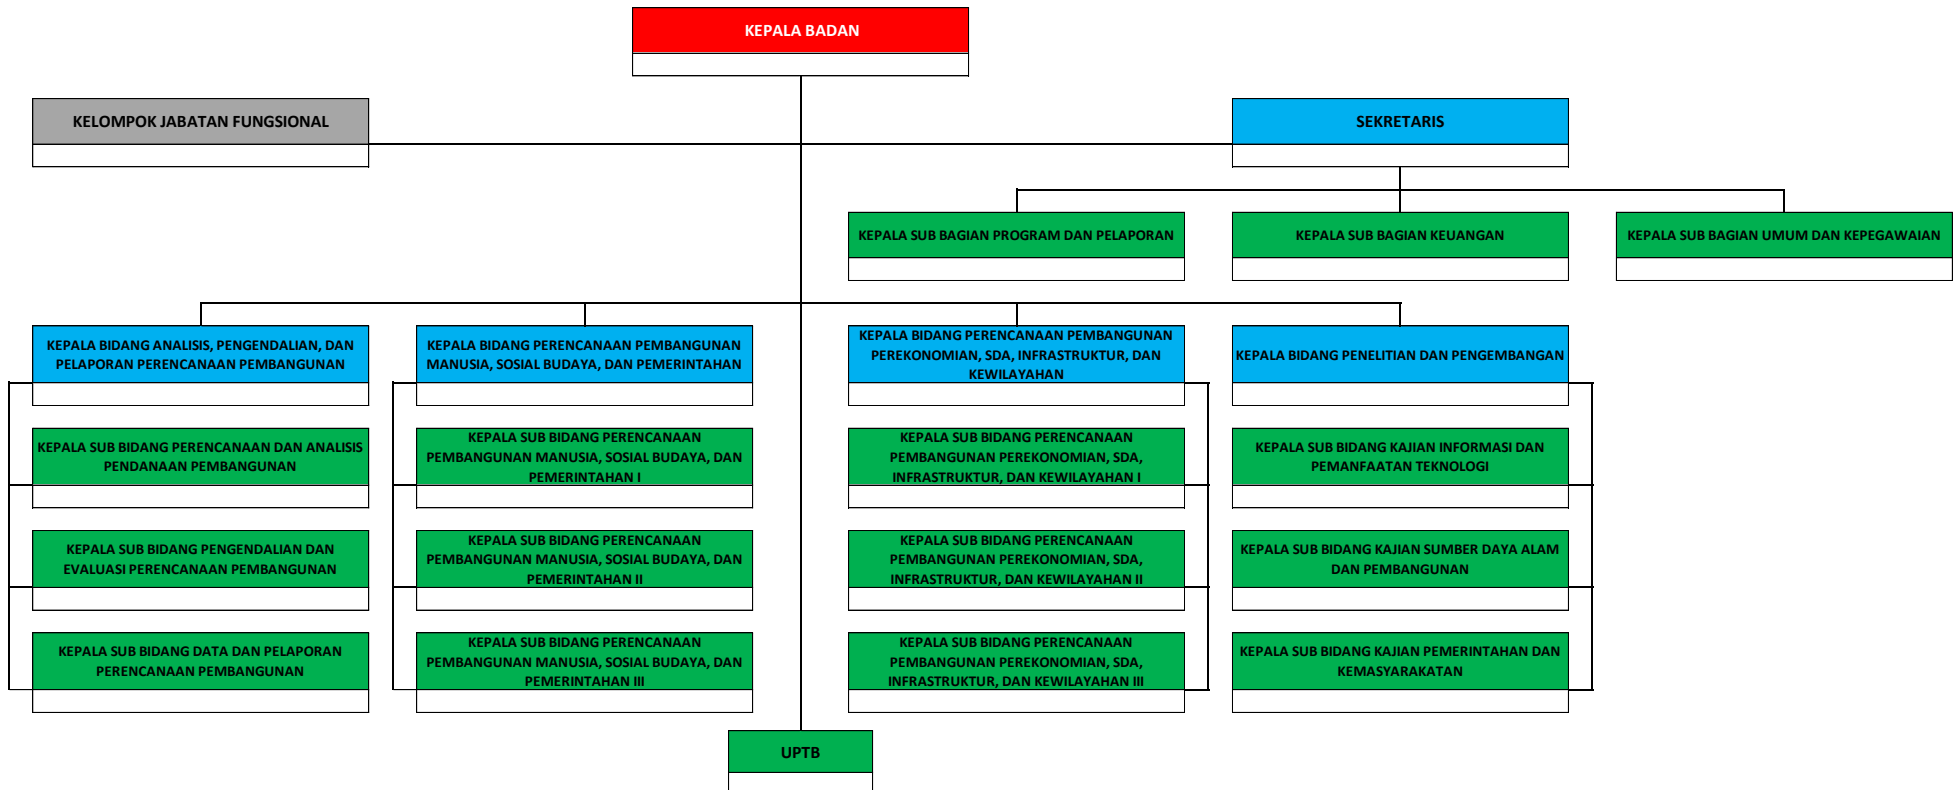 KEPALA BADAN
KELOMPOK JABATAN FUNGSIONAL
SEKRETARIS
KEPALA SUB BAGIAN PROGRAM DAN PELAPORAN
KEPALA SUB BAGIAN KEUANGAN
KEPALA SUB BAGIAN UMUM DAN KEPEGAWAIAN
KEPALA BIDANG ANALISIS, PENGENDALIAN, DAN
PELAPORAN PERENCANAAN PEMBANGUNAN
KEPALA BIDANG PERENCANAAN PEMBANGUNAN
MANUSIA, SOSIAL BUDAYA, DAN PEMERINTAHAN
KEPALA BIDANG PERENCANAAN PEMBANGUNAN
PEREKONOMIAN, SDA, INFRASTRUKTUR, DAN
KEWILAYAHAN
KEPALA BIDANG PENELITIAN DAN PENGEMBANGAN
KEPALA SUB BIDANG PERENCANAAN DAN ANALISIS
PENDANAAN PEMBANGUNAN
KEPALA SUB BIDANG PERENCANAAN
PEMBANGUNAN MANUSIA, SOSIAL BUDAYA, DAN
PEMERINTAHAN I
KEPALA SUB BIDANG PERENCANAAN
PEMBANGUNAN PEREKONOMIAN, SDA,
INFRASTRUKTUR, DAN KEWILAYAHAN I
KEPALA SUB BIDANG KAJIAN INFORMASI DAN
PEMANFAATAN TEKNOLOGI
KEPALA SUB BIDANG PENGENDALIAN DAN
EVALUASI PERENCANAAN PEMBANGUNAN
KEPALA SUB BIDANG PERENCANAAN
PEMBANGUNAN MANUSIA, SOSIAL BUDAYA, DAN
PEMERINTAHAN II
KEPALA SUB BIDANG PERENCANAAN
PEMBANGUNAN PEREKONOMIAN, SDA,
INFRASTRUKTUR, DAN KEWILAYAHAN II
KEPALA SUB BIDANG KAJIAN SUMBER DAYA ALAM
DAN PEMBANGUNAN
KEPALA SUB BIDANG DATA DAN PELAPORAN
PERENCANAAN PEMBANGUNAN
KEPALA SUB BIDANG PERENCANAAN
PEMBANGUNAN MANUSIA, SOSIAL BUDAYA, DAN
PEMERINTAHAN III
KEPALA SUB BIDANG PERENCANAAN
PEMBANGUNAN PEREKONOMIAN, SDA,
INFRASTRUKTUR, DAN KEWILAYAHAN III
KEPALA SUB BIDANG KAJIAN PEMERINTAHAN DAN
KEMASYARAKATAN
UPTB